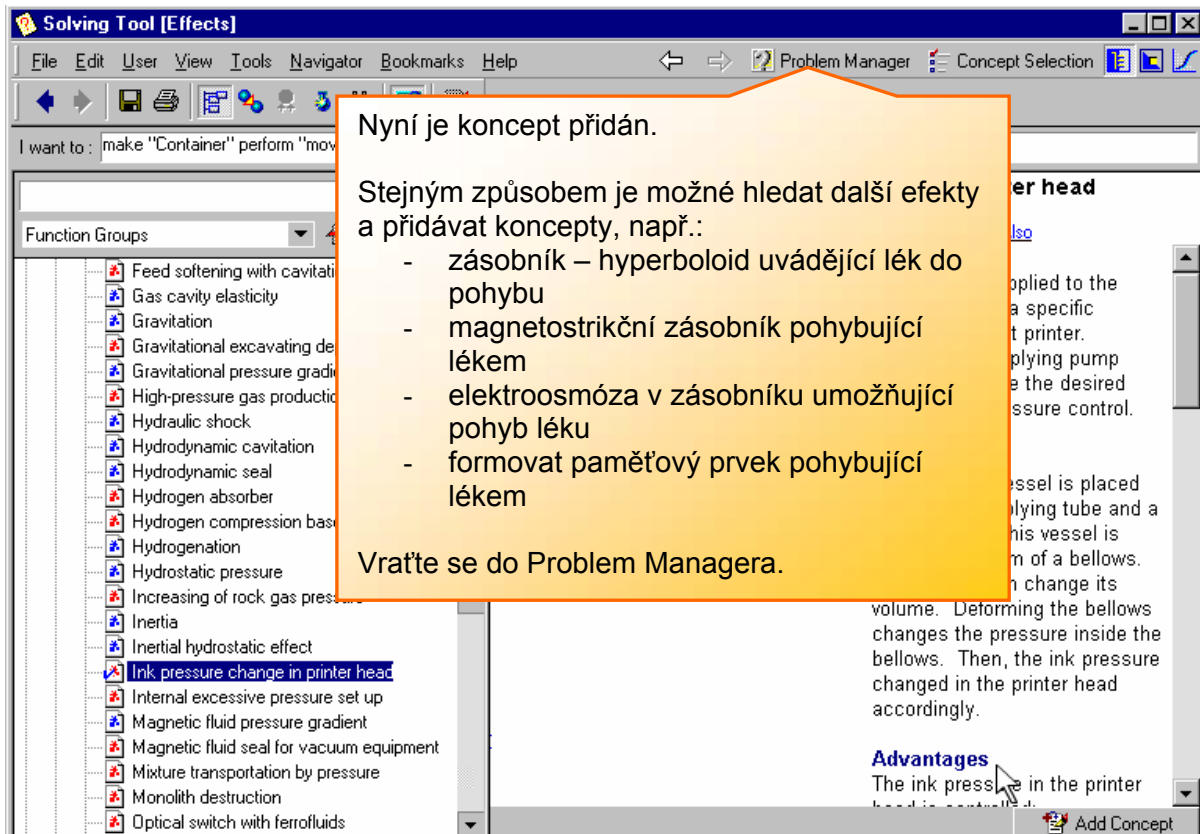 Solving Tool [Effects]
File Edit User View Tools Navigator Bookmarks Help
Problem Manager Concept Selection
I want to : make "Container" perform "mov
Function Groups
Feed softening with cavitati
Gas cavity elasticity
Gravitation
Gravitational excavating de
Gravitational pressure gradi
High-pressure gas productio
Hydraulic shock
Hydrodynamic cavitation
Hydrodynamic seal
Hydrogen absorber
Hydrogen compression bas
Hydrogenation
Hydrostatic pressure
Increasing of rock gas pressure
Inertia
Inertial hydrostatic effect
Ink pressure change in printer head
Internal excessive pressure set up
Magnetic fluid pressure gradient
Magnetic fluid seal for vacuum equipment
Mixture transportation by pressure
Monolith destruction
Optical switch with ferrofluids
Nyní je koncept přidán.
Stejným způsobem je možné hledat další efekty
a přidávat koncepty, např.:
- zásobník – hyperboloid uvádějící lék do
pohybu
- magnetostrikční zásobník pohybující
lékem
- elektroosmóza v zásobníku umožňující
pohyb léku
- formovat paměťový prvek pohybující
lékem
Vraťte se do Problem Managera.
er head
lso
pplied to the
a specific
t printer.
plying pump
e the desired
ssure control.
essel is placed
lying tube and a
his vessel is
m of a bellows.
n change its
volume. Deforming the bellows
changes the pressure inside the
bellows. Then, the ink pressure
changed in the printer head
accordingly.
Advantages
The ink pressure in the printer
Add Concept